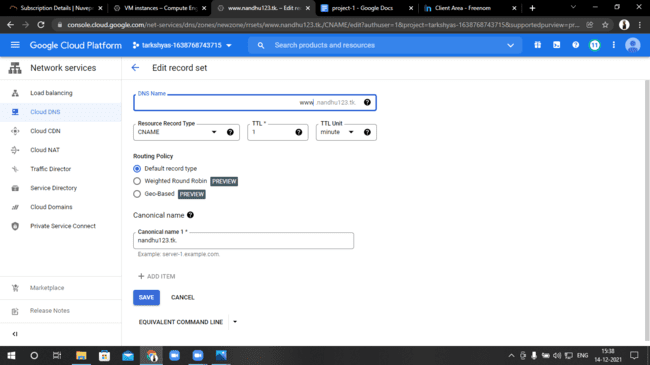 Subscription Details | Nuvep
VM instances – Compute Eng
www.nandhu123.tk. – Edit reco
project-1 – Google Docs
Client Area – Freenom
console.cloud.google.com/net-services/dns/zones/newzone/rrsets/www.nandhu123.tk./CNAME/edit?authuser=1&project=tarkshyas-1638768743715&supportedpurview=pr...
Google Cloud Platform
tarkshyas-1638768743715
Search products and resources
11
Network services
Edit record set
Load balancing
Cloud DNS
Cloud CDN
Cloud NAT
Traffic Director
Service Directory
Cloud Domains
Private Service Connect
Marketplace
Release Notes
DNS Name
www .nandhu123.tk.
Resource Record Type
CNAME
TTL *
1
TTL Unit
minute
Routing Policy
Default record type
Weighted Round Robin PREVIEW
Geo-Based PREVIEW
Canonical name
Canonical name 1 *
nandhu123.tk.
Example: server-1.example.com.
+ ADD ITEM
SAVE
CANCEL
EQUIVALENT COMMAND LINE
ENG
15:38
14-12-2021